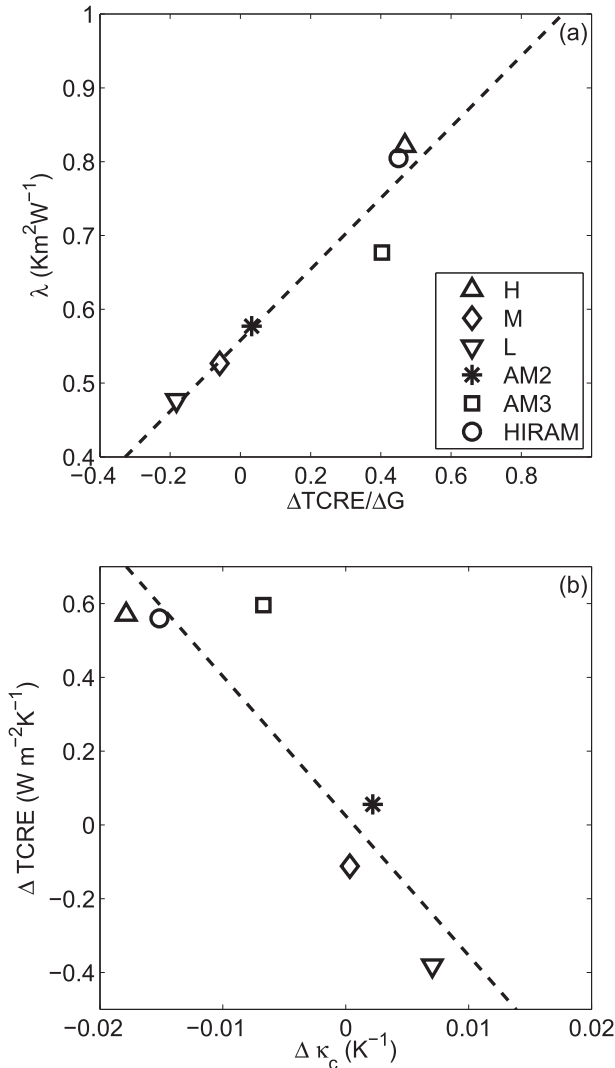 (a)
1
0.9
0.8
0.7
0.6
0.5
0.4
λ (Km²W⁻¹)
H
M
L
AM2
AM3
HIRAM
−0.4 −0.2 0 0.2 0.4 0.6 0.8
ΔTCRE/ΔG
(b)
0.6
0.4
0.2
0
−0.2
−0.4
Δ TCRE (W m⁻²K⁻¹)
−0.02 −0.01 0 0.01 0.02
Δ κc (K⁻¹)